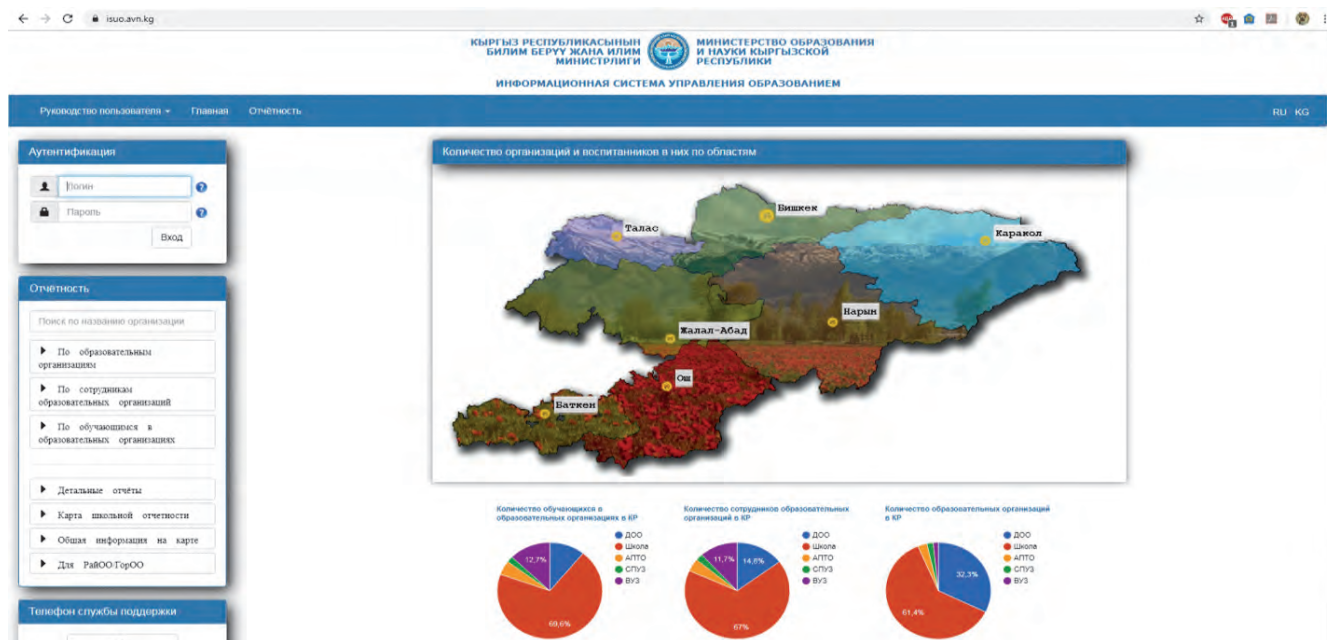 isuo.avn.kg
КЫРГЫЗ РЕСПУБЛИКАСЫНЫН
БИЛИМ БЕРҮҮ ЖАНА ИЛИМ
МИНИСТРЛИГИ
МИНИСТЕРСТВО ОБРАЗОВАНИЯ
И НАУКИ КЫРГЫЗСКОЙ
РЕСПУБЛИКИ
ИНФОРМАЦИОННАЯ СИСТЕМА УПРАВЛЕНИЯ ОБРАЗОВАНИЕМ
Руководство пользователя Главная Отчётность RU KG
Аутентификация
Логин
Пароль
Вход
Отчётность
Поиск по названию организации
По образовательным
организациям
По сотрудникам
образовательных организаций
По обучающимся в
образовательных организациях
Детальные отчёты
Карта школьной отчетности
Общая информация на карте
Для РайОО/ГорОО
Телефон службы поддержки
Количество организаций и воспитанников в них по областям
Талас
Бишкек
Каракол
Нарын
Жалал-Абад
Ош
Баткен
Количество обучающихся в
образовательных организациях в КР
ДОО
Школа
АПТО
СПУЗ
ВУЗ
12,7%
69,6%
Количество сотрудников образовательных
организаций в КР
ДОО
Школа
АПТО
СПУЗ
ВУЗ
11,7%
14,8%
67%
Количество образовательных организаций
в КР
ДОО
Школа
АПТО
СПУЗ
ВУЗ
32,3%
61,4%